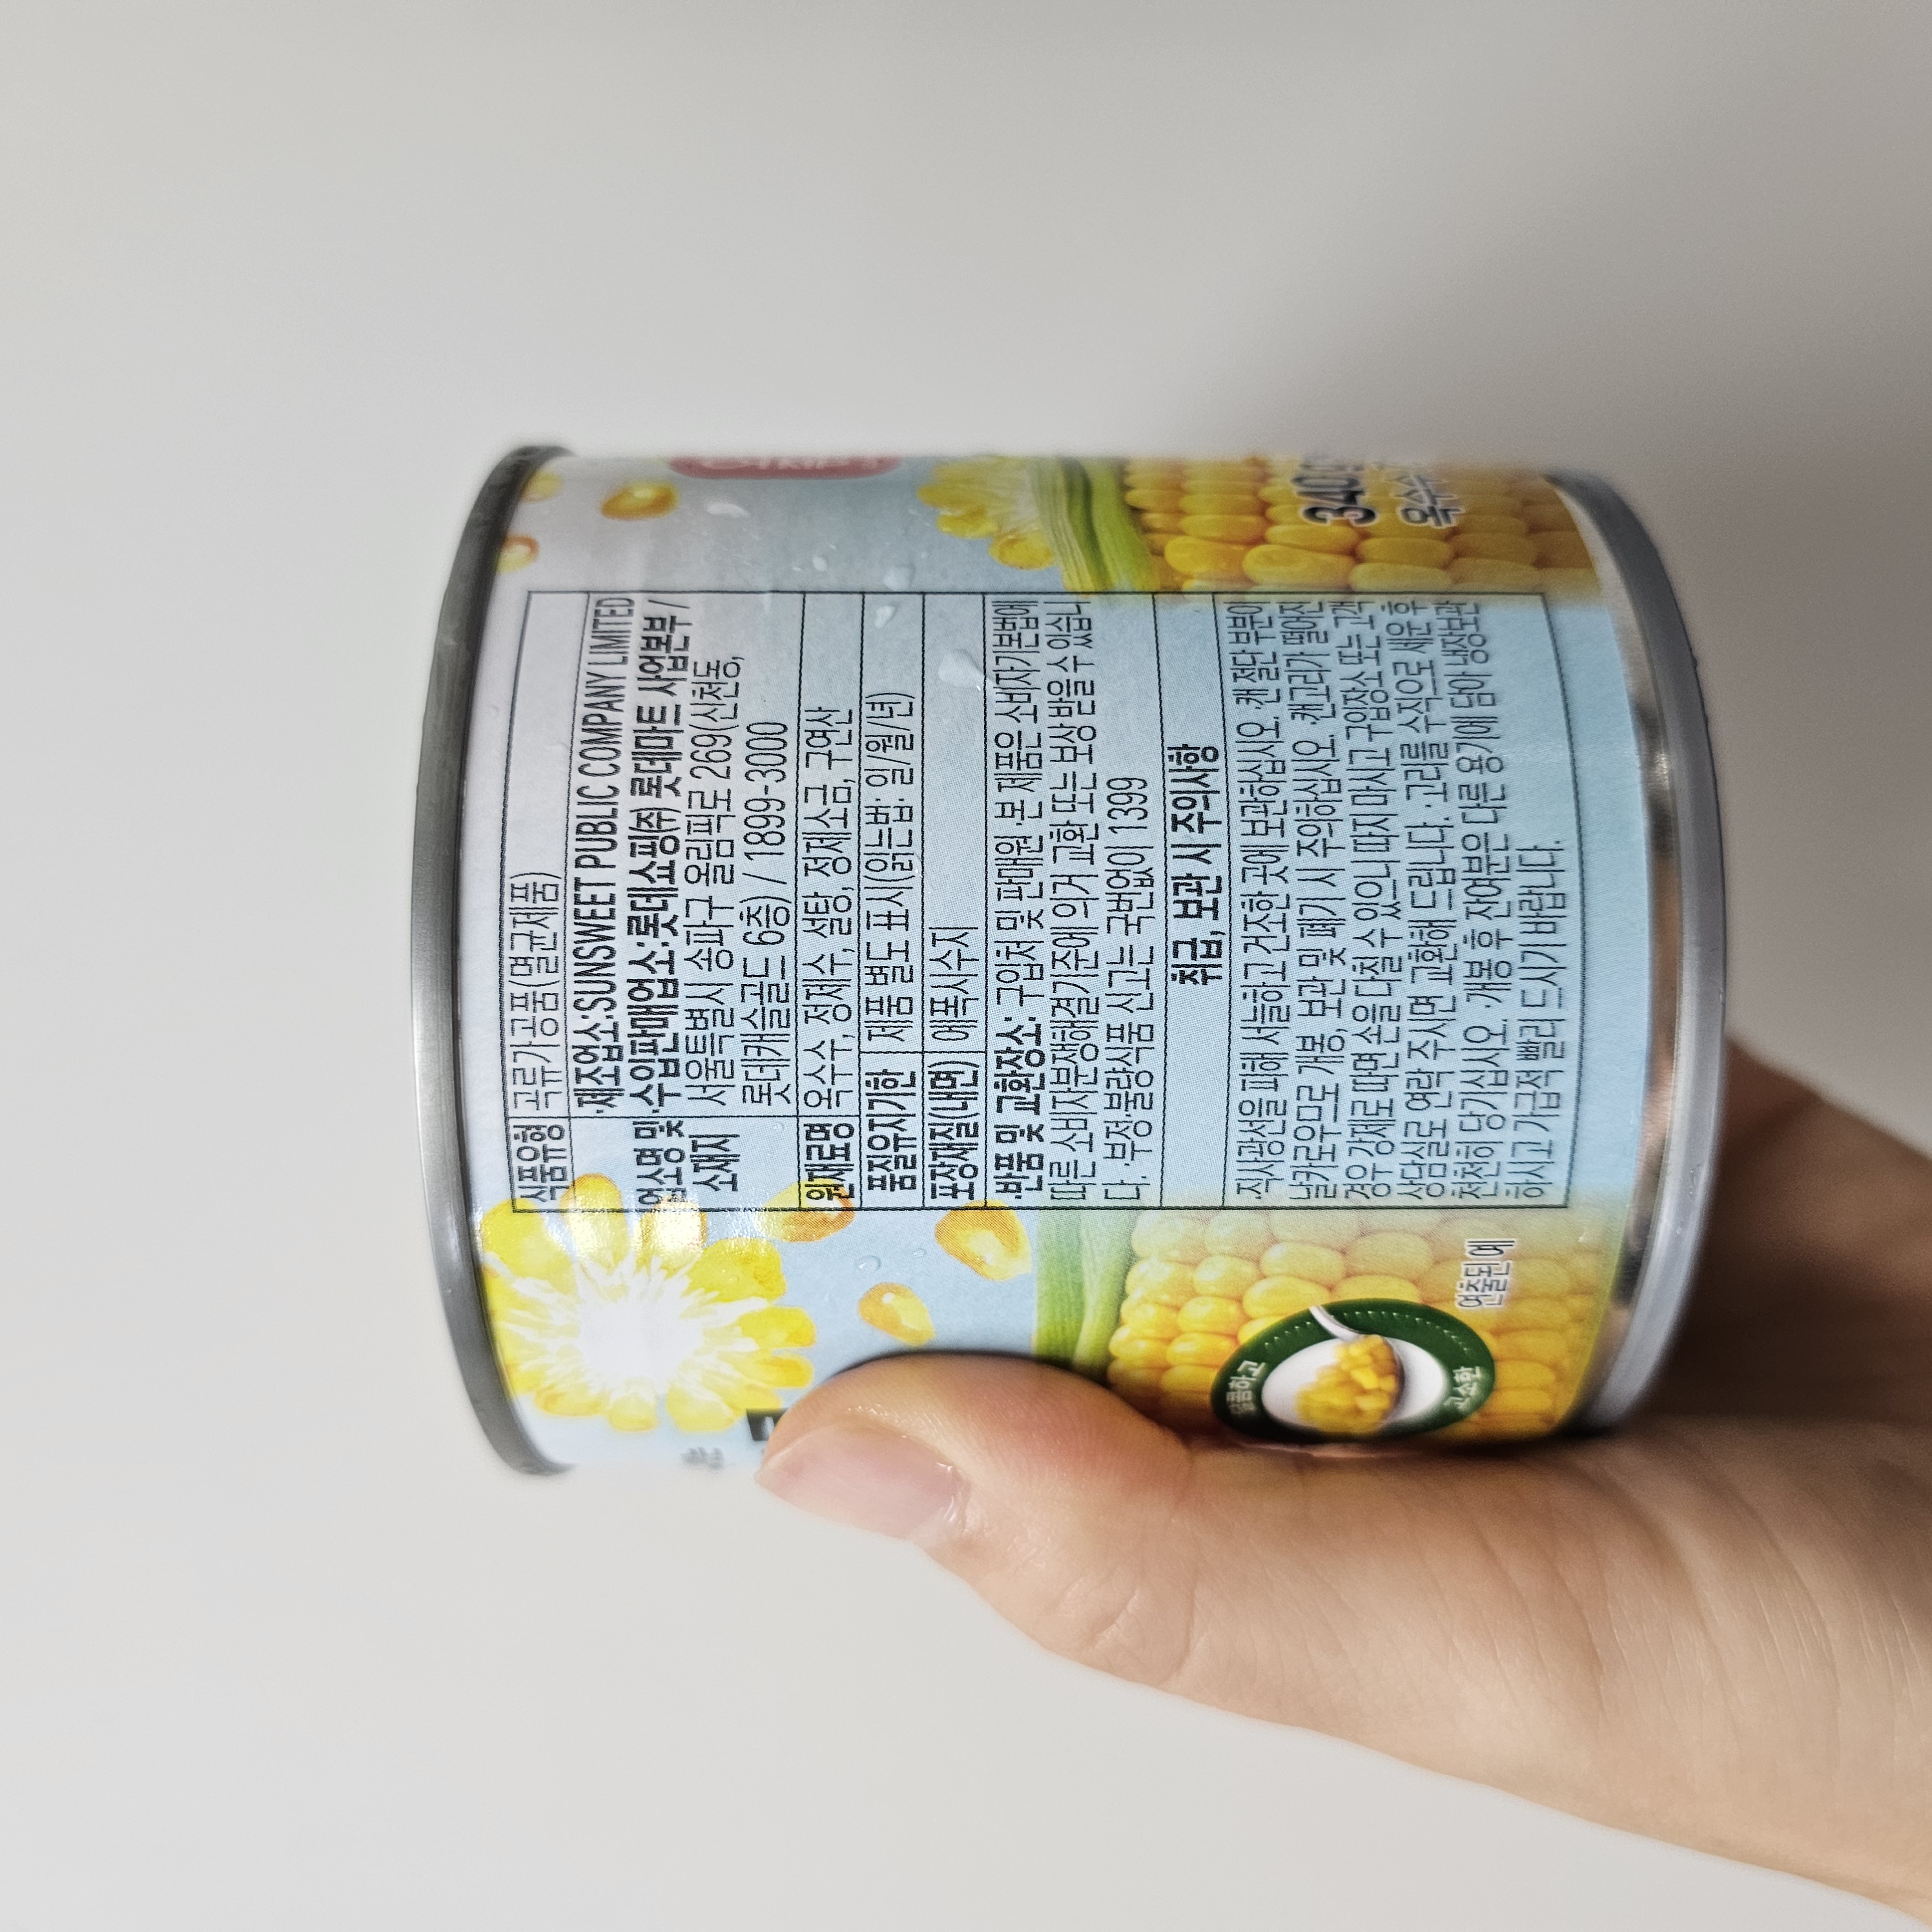 식품유형 과.채가공품(멸균제품)
업소명 및 소재지
·제조업소:SUNSWEET PUBLIC COMPANY LIMITED
·수입판매업소:롯데쇼핑(주) 롯데마트 사업본부 /
서울특별시 송파구 올림픽로 269(신천동,
롯데캐슬골드 6층) / 1899-3000
원재료명 옥수수, 정제수, 설탕, 정제소금, 구연산
품질유지기한 제품 별도 표시(읽는법: 일/월/년)
포장재질(내면) 에폭시수지
·반품 및 교환장소: 구입처 및 판매원 ·본 제품은 소비자기본법에
따른 소비자분쟁해결기준에 의거 교환 또는 보상 받을 수 있습니
다. ·부정·불량식품 신고는 국번없이 1399
취급, 보관 시 주의사항
·직사광선을 피해 서늘하고 건조한 곳에 보관하십시오. 캔 절단 부분이
날카로우므로 개봉, 보관 및 폐기 시 주의하십시오. 캔고리가 떨어진
경우 강제로 따면 손을 다칠 수 있으니 따지 마시고 구입장소 또는 고객
상담실로 연락 주시면 교환해 드립니다. ·고리를 수직으로 세운 후
천천히 당기십시오. ·개봉 후 잔여분은 다른 용기에 담아 냉장보관
하시고 가급적 빨리 드시기 바랍니다.
340g
달콤하고
고소한
연출된 예